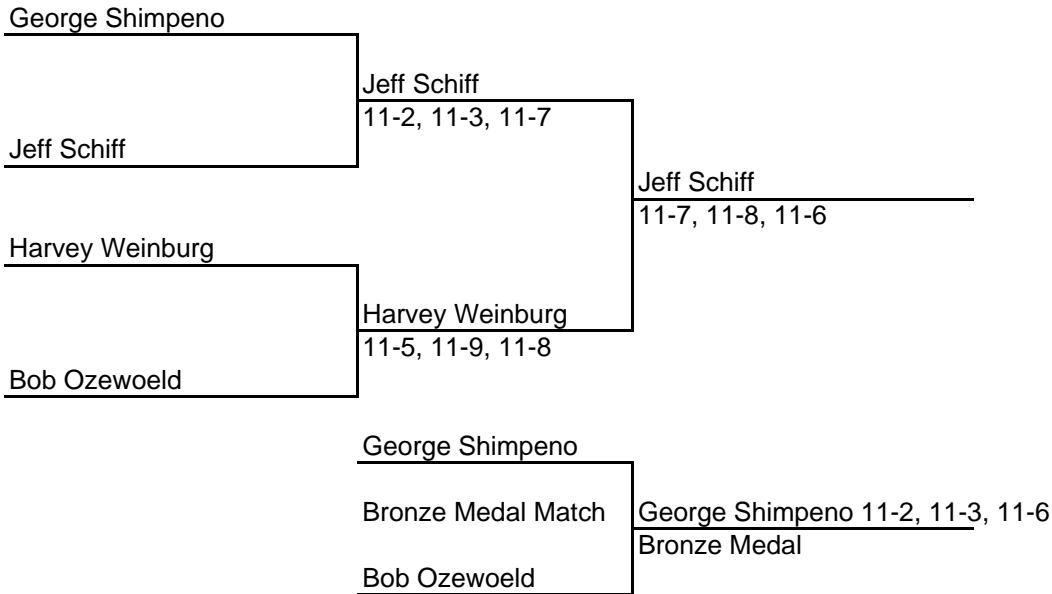 George Shimpeno
Jeff Schiff
11-2, 11-3, 11-7
Jeff Schiff
Jeff Schiff
11-7, 11-8, 11-6
Harvey Weinburg
Harvey Weinburg
11-5, 11-9, 11-8
Bob Ozewoeld
George Shimpeno
Bronze Medal Match George Shimpeno 11-2, 11-3, 11-6
Bronze Medal
Bob Ozewoeld